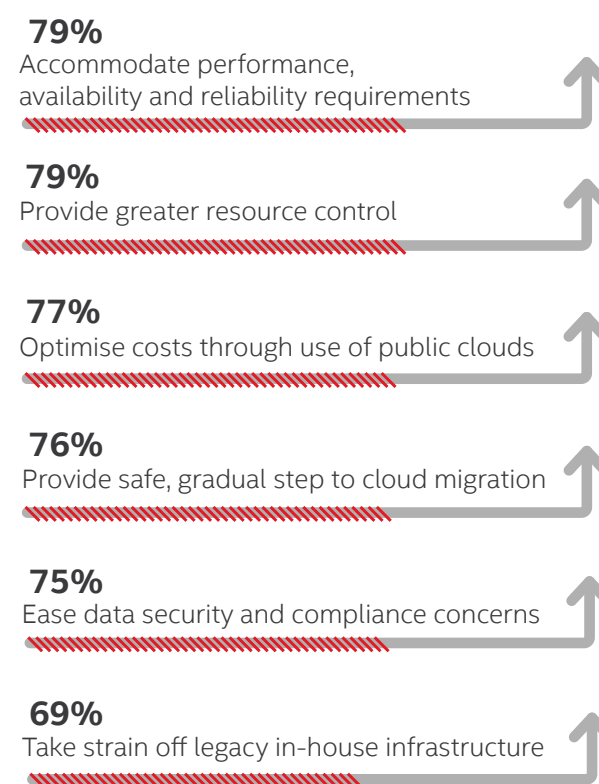 79%
Accommodate performance,
availability and reliability requirements
79%
Provide greater resource control
77%
Optimise costs through use of public clouds
76%
Provide safe, gradual step to cloud migration
75%
Ease data security and compliance concerns
69%
Take strain off legacy in-house infrastructure